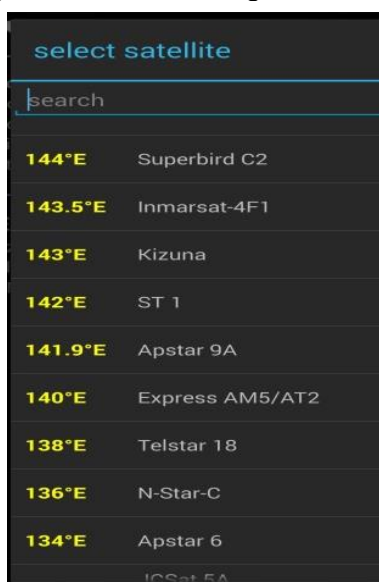 select satellite
search
144°E Superbird C2
143.5°E Inmarsat-4F1
143°E Kizuna
142°E ST 1
141.9°E Apstar 9A
140°E Express AM5/AT2
138°E Telstar 18
136°E N-Star-C
134°E Apstar 6